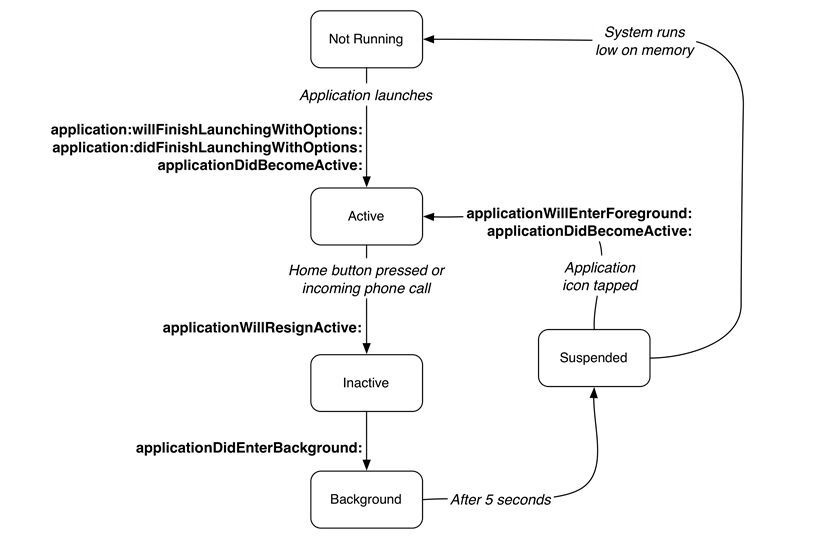 Not Running
System runs
low on memory
Application launches
application:willFinishLaunchingWithOptions:
application:didFinishLaunchingWithOptions:
applicationDidBecomeActive:
Active
applicationWillEnterForeground:
applicationDidBecomeActive:
Home button pressed or
incoming phone call
Application
icon tapped
applicationWillResignActive:
Suspended
Inactive
applicationDidEnterBackground:
Background
After 5 seconds